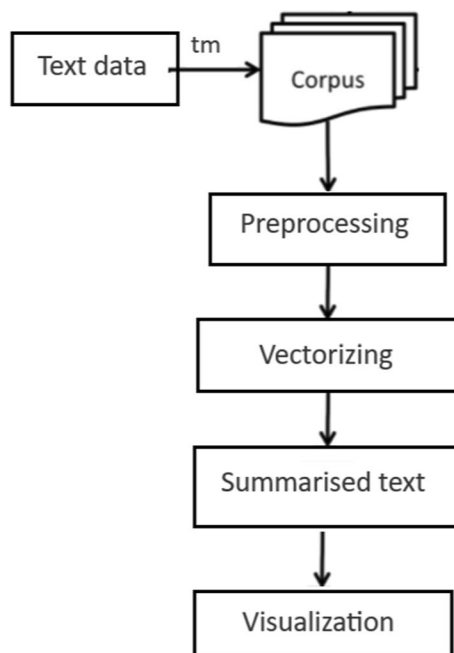 tm
Text data
Corpus
Preprocessing
Vectorizing
Summarised text
Visualization